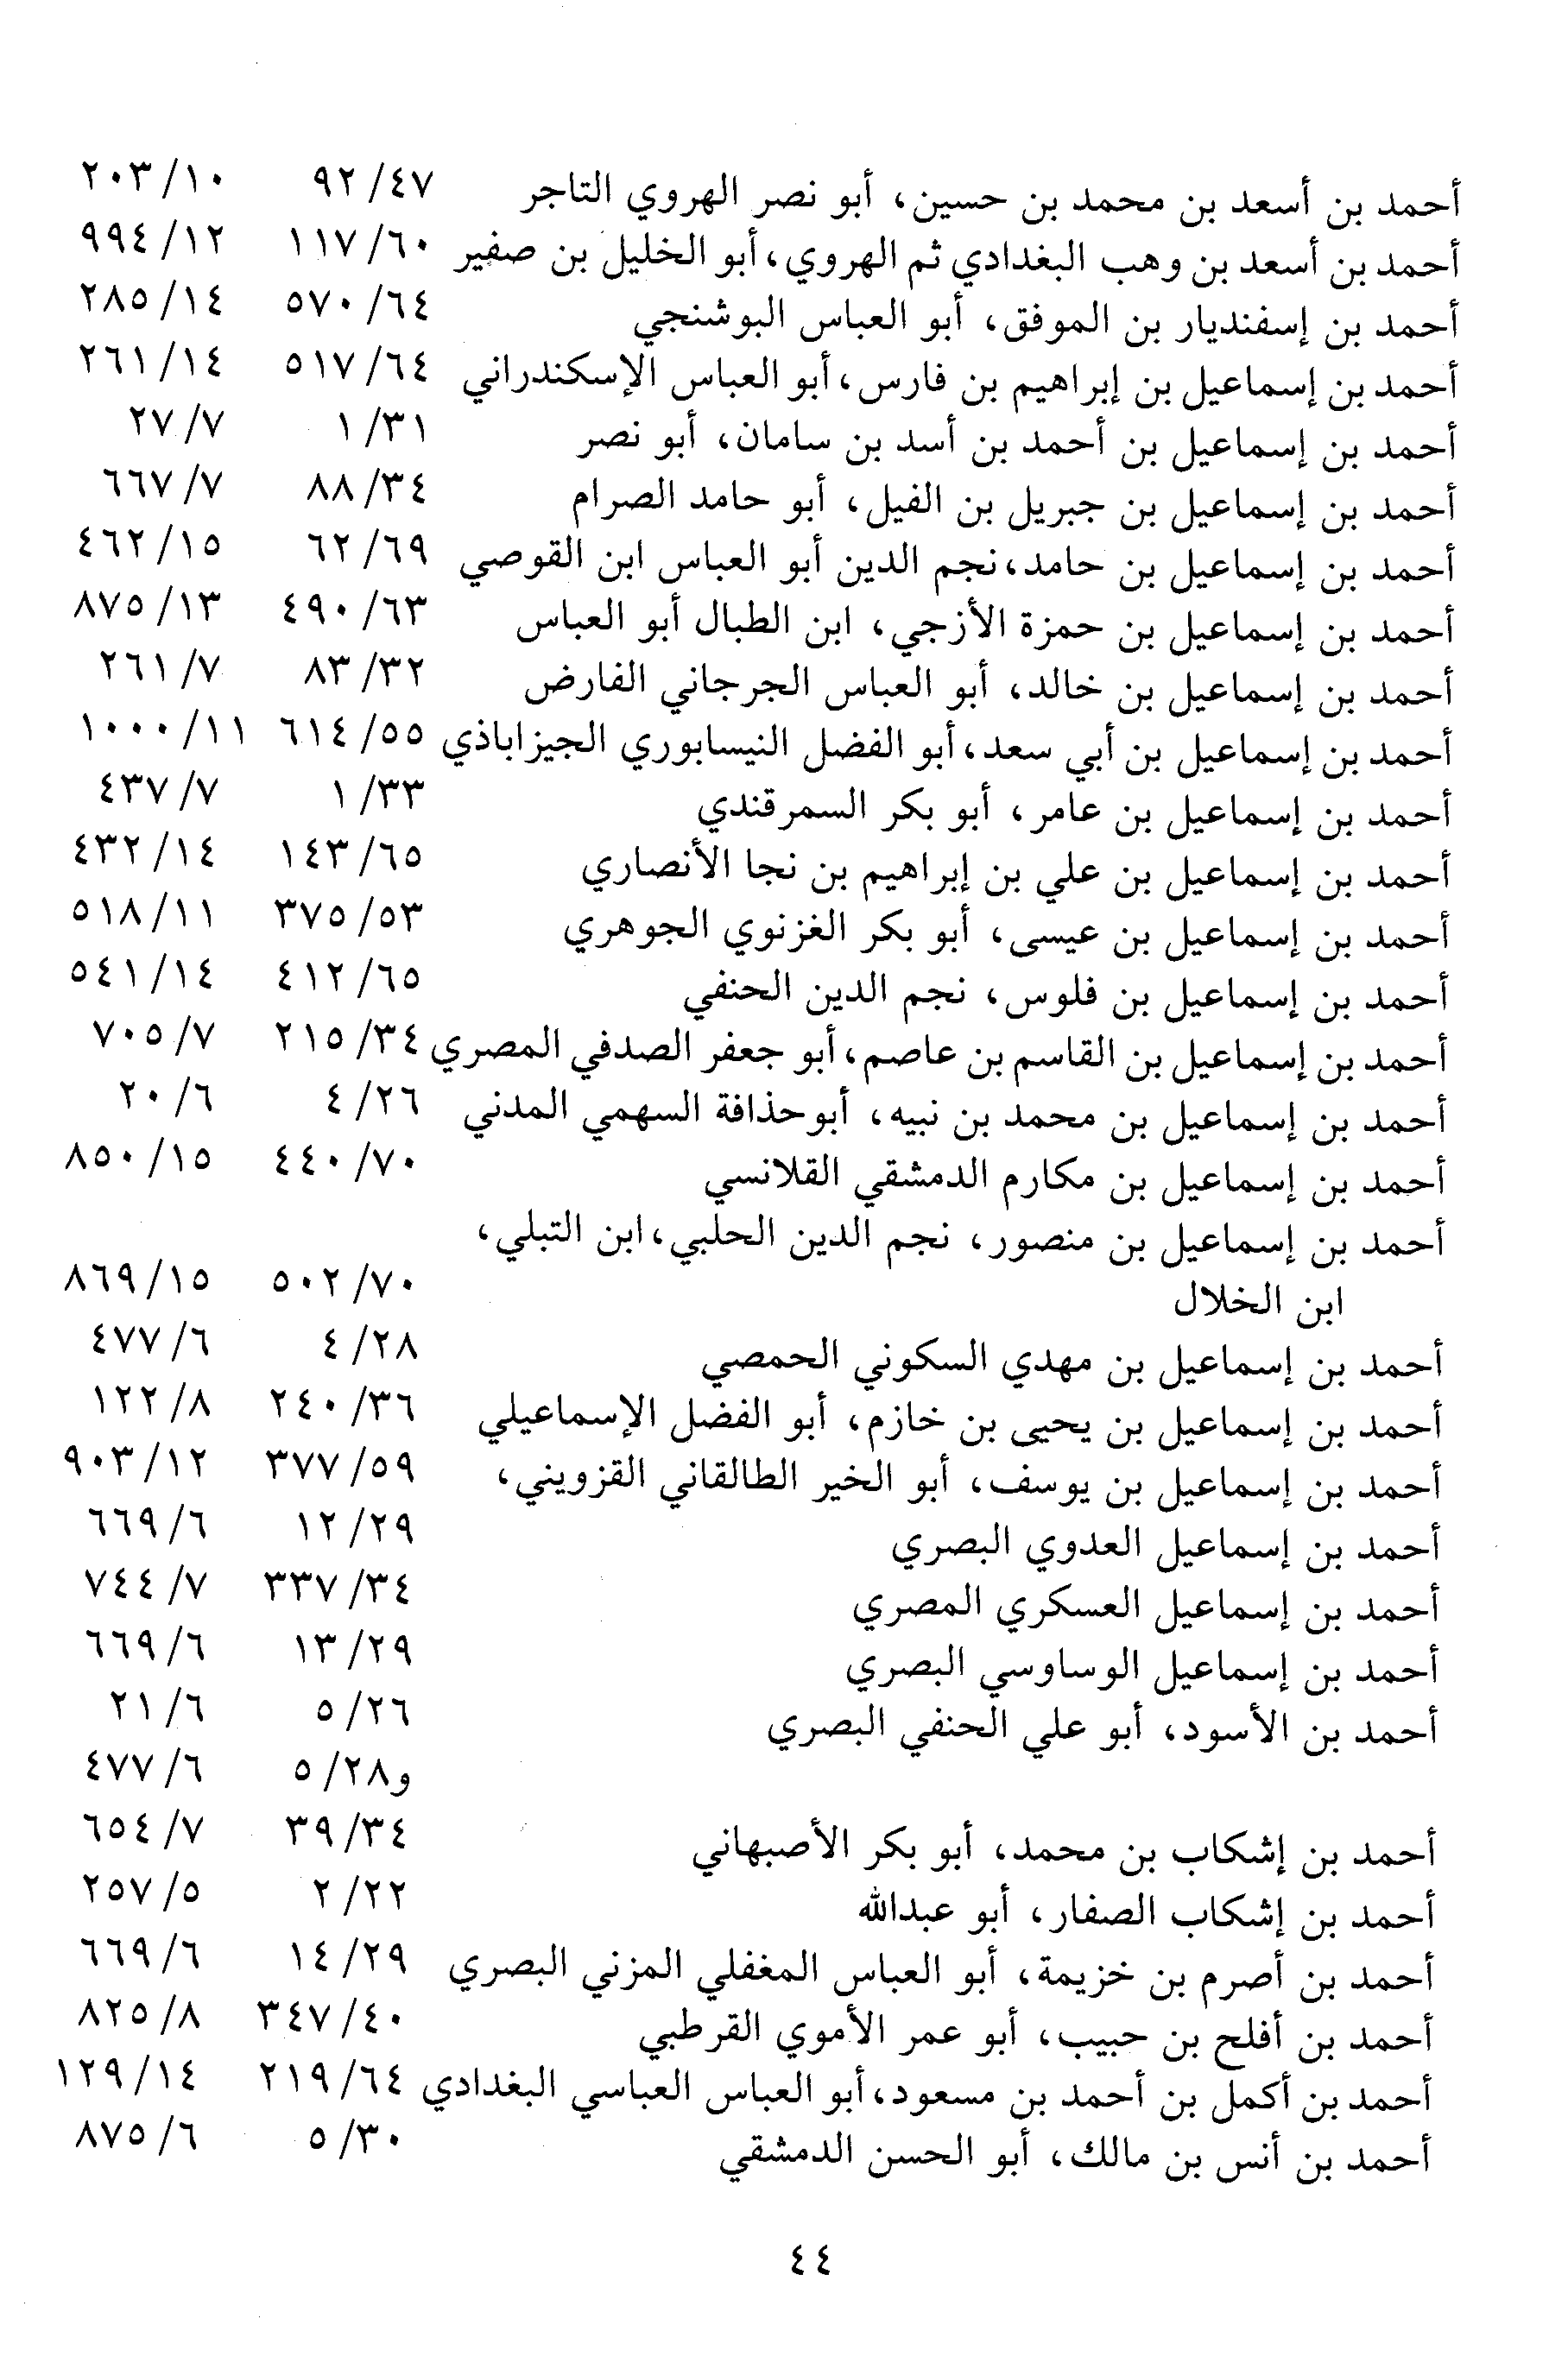 أحمد بن أسعد بن محمد بن حسين، أبو نصر الهروي التاجر ٩٢/٤٧ ٢٠٣/١٠
أحمد بن أسعد بن وهب البغدادي ثم الهروي، أبو الخليل بن صفير ١١٧/٦٠ ٩٩٤/١٢
أحمد بن إسفنديار بن الموفق، أبو العباس البوشنجي ٥٧٠/٦٤ ٢٨٥/١٤
أحمد بن إسماعيل بن إبراهيم بن فارس، أبو العباس الإسكندراني ٥١٧/٦٤ ٢٦١/١٤
أحمد بن إسماعيل بن أحمد بن أسد بن سامان، أبو نصر ١/٣١ ٢٧/٧
أحمد بن إسماعيل بن جبريل بن الفيل، أبو حامد الصرام ٨٨/٣٤ ٦٦٧/٧
أحمد بن إسماعيل بن حامد، نجم الدين أبو العباس ابن القوصي ٦٢/٦٩ ٤٦٢/١٥
أحمد بن إسماعيل بن حمزة الأزجي، ابن الطبال أبو العباس ٤٩٠/٦٣ ٨٧٥/١٣
أحمد بن إسماعيل بن خالد، أبو العباس الجرجاني الفارض ٨٣/٣٢ ٢٦١/٧
أحمد بن إسماعيل بن أبي سعد، أبو الفضل النيسابوري الجيزاباذي ٦١٤/٥٥ ١٠٠٠/١١
أحمد بن إسماعيل بن عامر، أبو بكر السمرقندي ١/٣٣ ٤٣٧/٧
أحمد بن إسماعيل بن علي بن إبراهيم بن نجا الأنصاري ١٤٣/٦٥ ٤٣٢/١٤
أحمد بن إسماعيل بن عيسى، أبو بكر الغزنوي الجوهري ٣٧٥/٥٣ ٥١٨/١١
أحمد بن إسماعيل بن فلوس، نجم الدين الحنفي ٤١٢/٦٥ ٥٤١/١٤
أحمد بن إسماعيل بن القاسم بن عاصم، أبو جعفر الصدفي المصري ٢١٥/٣٤ ٧٠٥/٧
أحمد بن إسماعيل بن محمد بن نبيه، أبوحذافة السهمي المدني ٤/٢٦ ٢٠/٦
أحمد بن إسماعيل بن مكارم الدمشقي القلانسي ٤٤٠/٧٠ ٨٥٠/١٥
أحمد بن إسماعيل بن منصور، نجم الدين الحلبي، ابن التبلي،
ابن الخلال ٥٠٢/٧٠ ٨٦٩/١٥
أحمد بن إسماعيل بن مهدي السكوني الحمصي ٤/٢٨ ٤٧٧/٦
أحمد بن إسماعيل بن يحيى بن خازم، أبو الفضل الإسماعيلي ٢٤٠/٣٦ ١٢٢/٨
أحمد بن إسماعيل بن يوسف، أبو الخير الطالقاني القزويني، ٣٧٧/٥٩ ٩٠٣/١٢
أحمد بن إسماعيل العدوي البصري ١٢/٢٩ ٦٦٩/٦
أحمد بن إسماعيل العسكري المصري ٣٣٧/٣٤ ٧٤٤/٧
أحمد بن إسماعيل الوساوسي البصري ١٣/٢٩ ٦٦٩/٦
أحمد بن الأسود، أبو علي الحنفي البصري ٥/٢٦ ٢١/٦
و٥/٢٨ ٤٧٧/٦
أحمد بن إشكاب بن محمد، أبو بكر الأصبهاني ٣٩/٣٤ ٦٥٤/٧
أحمد بن إشكاب الصفار، أبو عبدالله ٢/٢٢ ٢٥٧/٥
أحمد بن أصرم بن خزيمة، أبو العباس المغفلي المزني البصري ١٤/٢٩ ٦٦٩/٦
أحمد بن أفلح بن حبيب، أبو عمر الأموي القرطبي ٣٤٧/٤٠ ٨٢٥/٨
أحمد بن أكمل بن أحمد بن مسعود، أبو العباس العباسي البغدادي ٢١٩/٦٤ ١٢٩/١٤
أحمد بن أنس بن مالك، أبو الحسن الدمشقي ٥/٣٠ ٨٧٥/٦
٤٤